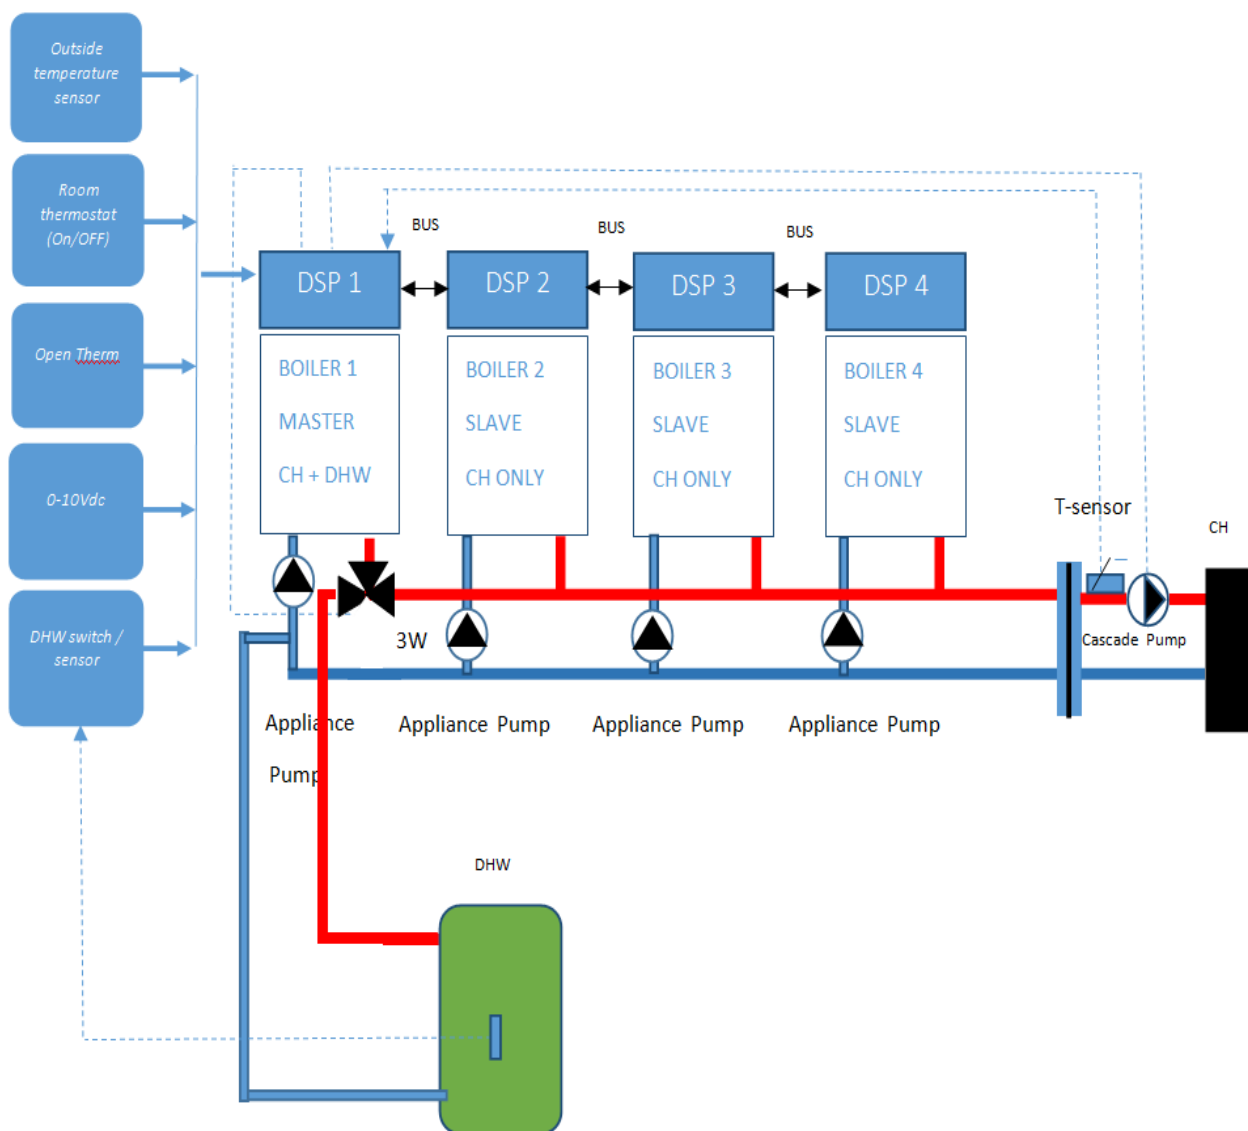 Outside
temperature
sensor
Room
thermostat
(On/OFF)
Open Therm
0-10Vdc
DHW switch /
sensor
BUS
BUS
BUS
DSP 1
DSP 2
DSP 3
DSP 4
BOILER 1
MASTER
CH + DHW
BOILER 2
SLAVE
CH ONLY
BOILER 3
SLAVE
CH ONLY
BOILER 4
SLAVE
CH ONLY
T-sensor
CH
3W
Cascade Pump
Appliance
Pump
Appliance Pump
Appliance Pump
Appliance Pump
DHW